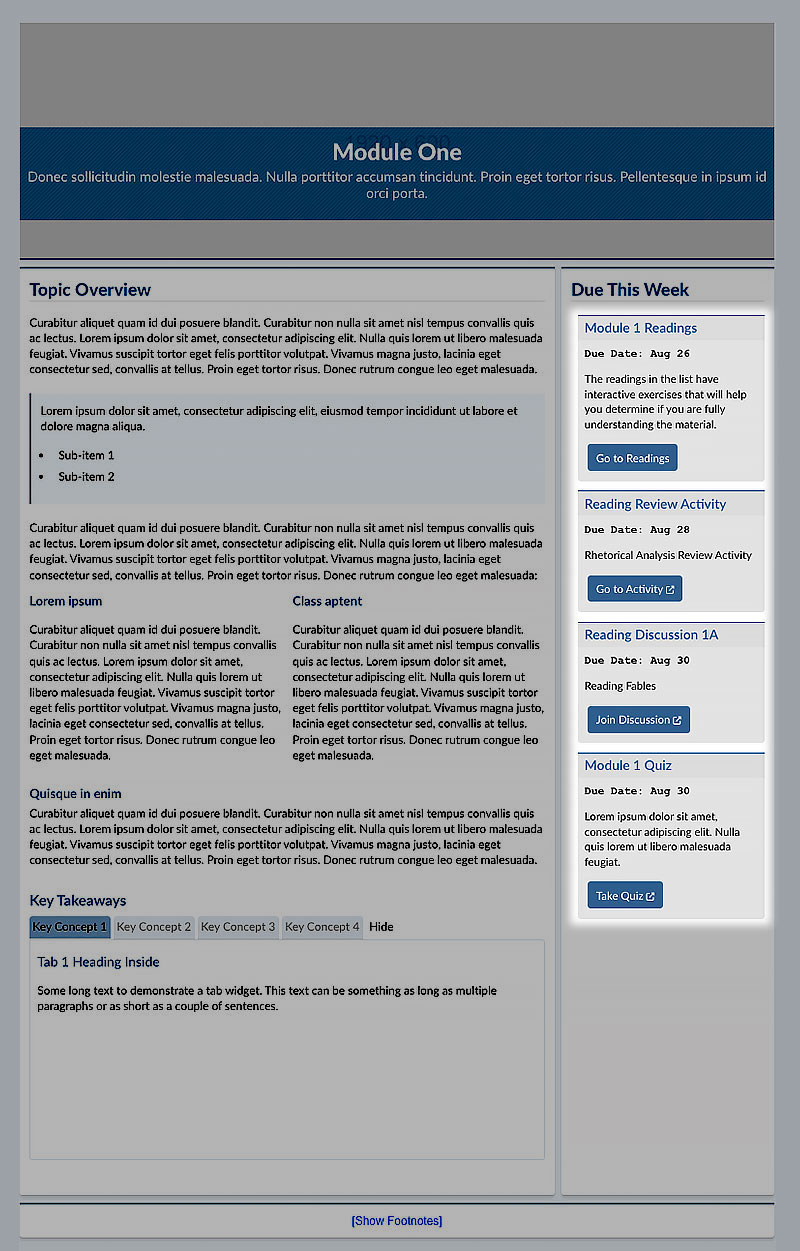 Module One
Donec sollicitudin molestie malesuada. Nulla porttitor accumsan tincidunt. Proin eget tortor risus. Pellentesque in ipsum id
orci porta.
Topic Overview
Curabitur aliquet quam id dui posuere blandit. Curabitur non nulla sit amet nisl tempus convallis quis
ac lectus. Lorem ipsum dolor sit amet, consectetur adipiscing elit. Nulla quis lorem ut libero malesuada
feugiat. Vivamus suscipit tortor eget felis porttitor volutpat. Vivamus magna justo, lacinia eget
consectetur sed, convallis at tellus. Proin eget tortor risus. Donec rutrum congue leo eget malesuada.
Lorem ipsum dolor sit amet, consectetur adipiscing elit, eiusmod tempor incididunt ut labore et
dolore magna aliqua.
• Sub-item 1
• Sub-item 2
Curabitur aliquet quam id dui posuere blandit. Curabitur non nulla sit amet nisl tempus convallis quis
ac lectus. Lorem ipsum dolor sit amet, consectetur adipiscing elit. Nulla quis lorem ut libero malesuada
feugiat. Vivamus suscipit tortor eget felis porttitor volutpat. Vivamus magna justo, lacinia eget
consectetur sed, convallis at tellus. Proin eget tortor risus. Donec rutrum congue leo eget malesuada:
Lorem ipsum
Curabitur aliquet quam id dui posuere blandit.
Curabitur non nulla sit amet nisl tempus convallis
quis ac lectus. Lorem ipsum dolor sit amet,
consectetur adipiscing elit. Nulla quis lorem ut
libero malesuada feugiat. Vivamus suscipit tortor
eget felis porttitor volutpat. Vivamus magna justo,
lacinia eget consectetur sed, convallis at tellus.
Proin eget tortor risus. Donec rutrum congue leo
eget malesuada.
Class aptent
Curabitur aliquet quam id dui posuere blandit.
Curabitur non nulla sit amet nisl tempus convallis
quis ac lectus. Lorem ipsum dolor sit amet,
consectetur adipiscing elit. Nulla quis lorem ut
libero malesuada feugiat. Vivamus suscipit tortor
eget felis porttitor volutpat. Vivamus magna justo,
lacinia eget consectetur sed, convallis at tellus.
Proin eget tortor risus. Donec rutrum congue leo
eget malesuada.
Quisque in enim
Curabitur aliquet quam id dui posuere blandit. Curabitur non nulla sit amet nisl tempus convallis quis
ac lectus. Lorem ipsum dolor sit amet, consectetur adipiscing elit. Nulla quis lorem ut libero malesuada
feugiat. Vivamus suscipit tortor eget felis porttitor volutpat. Vivamus magna justo, lacinia eget
consectetur sed, convallis at tellus. Proin eget tortor risus. Donec rutrum congue leo eget malesuada.
Key Takeaways
Key Concept 1 Key Concept 2 Key Concept 3 Key Concept 4 Hide
Tab 1 Heading Inside
Some long text to demonstrate a tab widget. This text can be something as long as multiple
paragraphs or as short as a couple of sentences.
Due This Week
Module 1 Readings
Due Date: Aug 26
The readings in the list have
interactive exercises that will help
you determine if you are fully
understanding the material.
Go to Readings
Reading Review Activity
Due Date: Aug 28
Rhetorical Analysis Review Activity
Go to Activity
Reading Discussion 1A
Due Date: Aug 30
Reading Fables
Join Discussion
Module 1 Quiz
Due Date: Aug 30
Lorem ipsum dolor sit amet,
consectetur adipiscing elit. Nulla
quis lorem ut libero malesuada
feugiat.
Take Quiz
[Show Footnotes]